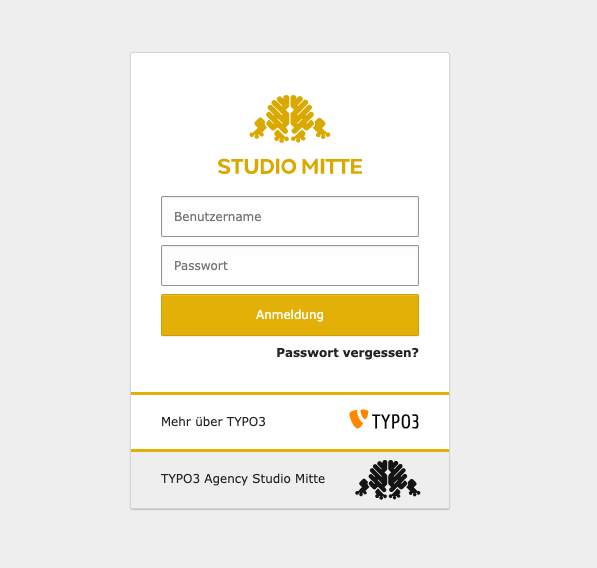 STUDIO MITTE
Benutzername
Passwort
Anmeldung
Passwort vergessen?
Mehr über TYPO3
TYPO3
TYPO3 Agency Studio Mitte